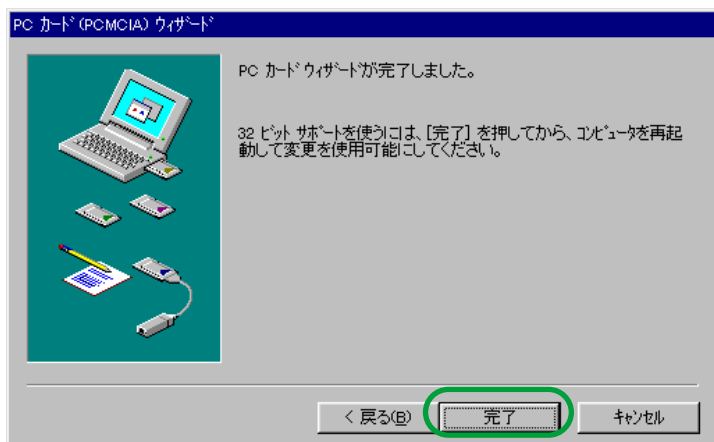 PC ｶｰﾄﾞ (PCMCIA) ｳｨｻﾞｰﾄﾞ
PC ｶｰﾄﾞ ｳｨｻﾞｰﾄﾞが完了しました。
32 ﾋﾞｯﾄ ｻﾎﾟｰﾄを使うには、[完了] を押してから、ｺﾝﾋﾟｭｰﾀを再起
動して変更を使用可能にしてください。
< 戻る(B)
完了
ｷｬﾝｾﾙ